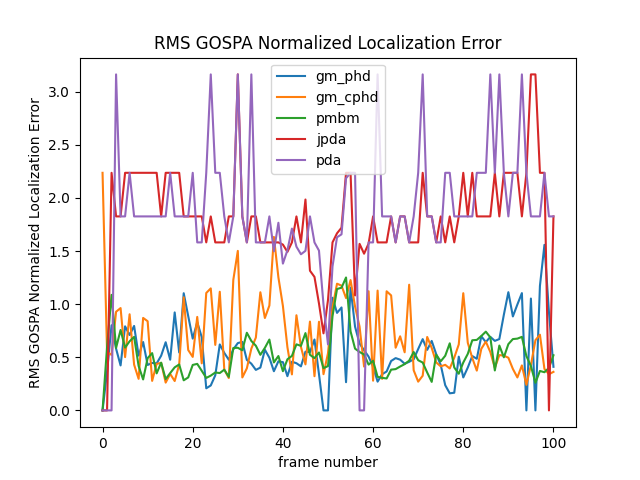 RMS GOSPA Normalized Localization Error
RMS GOSPA Normalized Localization Error
3.0
2.5
2.0
1.5
1.0
0.5
0.0
gm_phd
gm_cphd
pmbm
jpda
pda
0 20 40 60 80 100
frame number